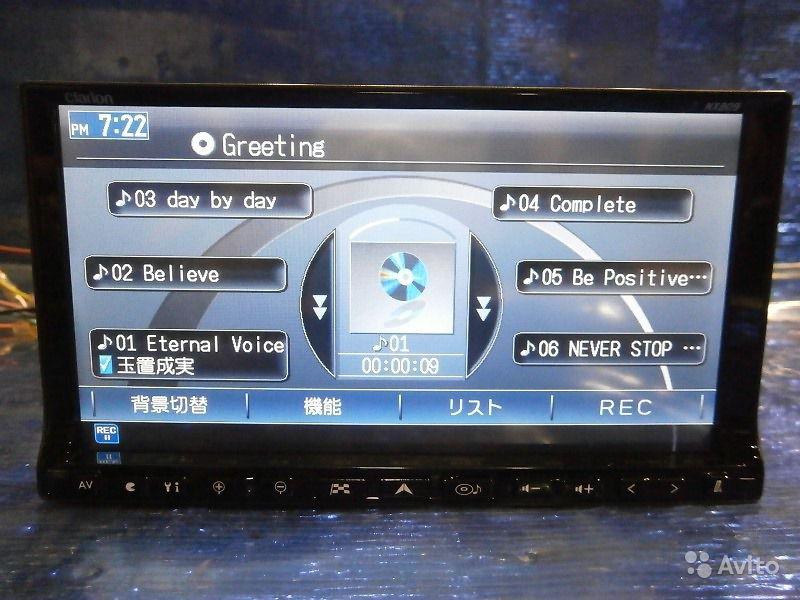 Clarion
NX809
PM 7:22
Greeting
♪03 day by day
♪04 Complete
♪02 Believe
♪05 Be Positive…
♪01 Eternal Voice
玉置成実
♪06 NEVER STOP …
♪01
00:00:09
背景切替
機能
リスト
REC
REC
AV
Avito